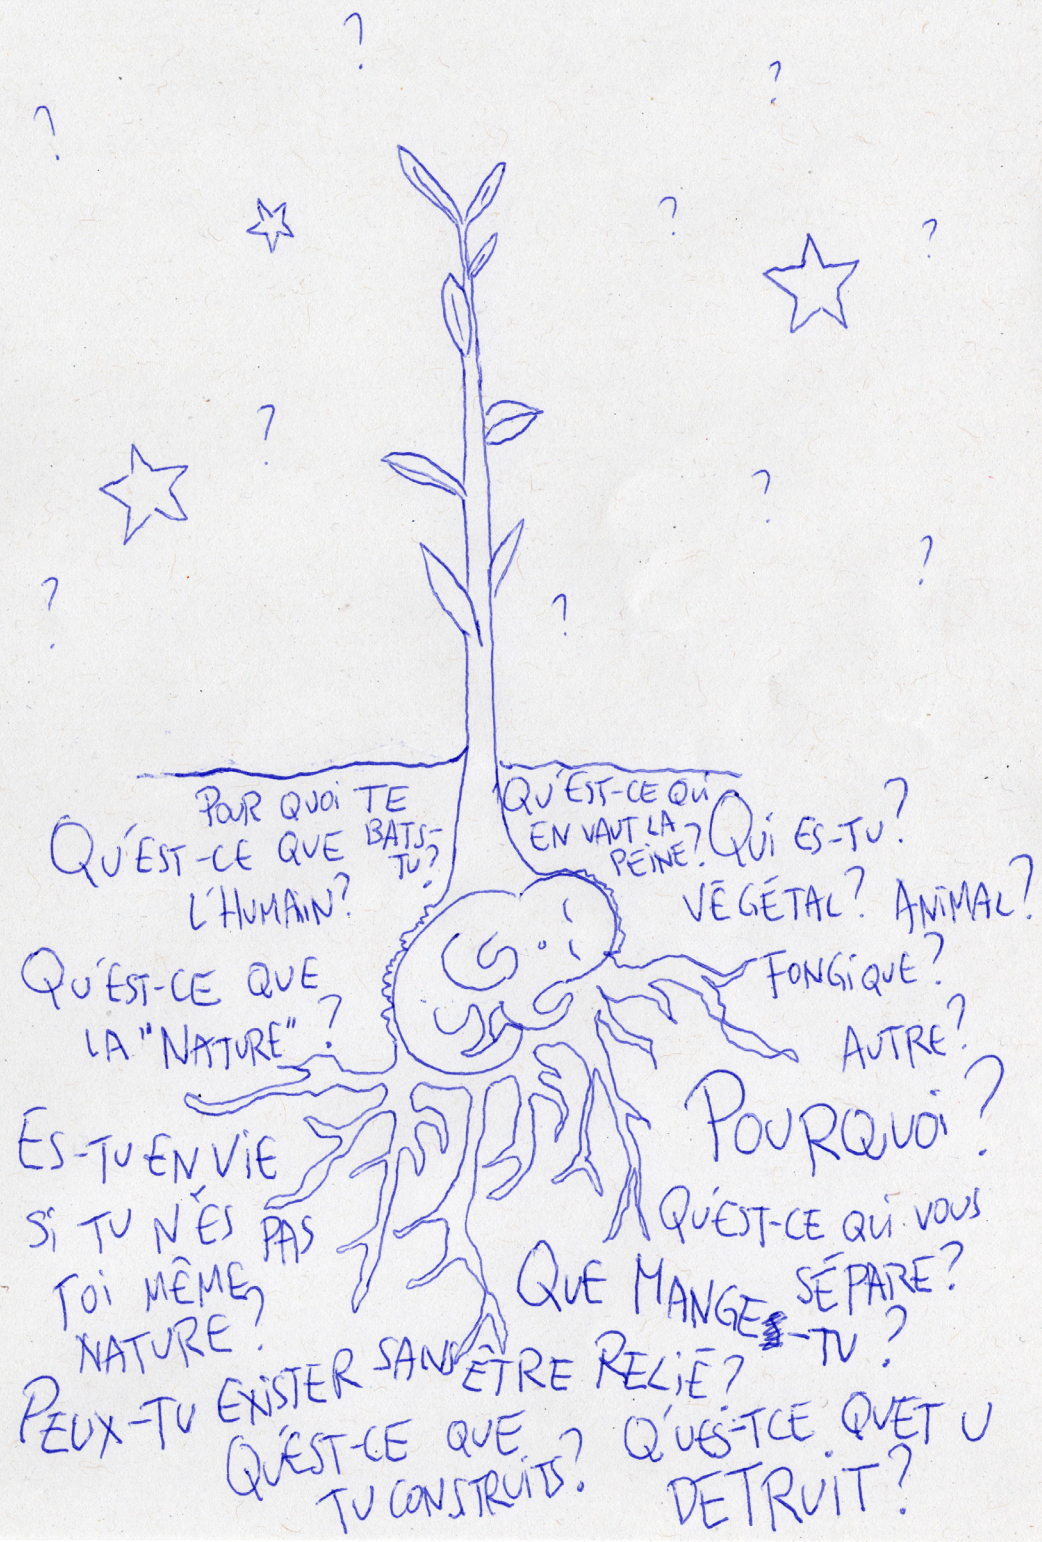 ?
?
?
?
?
?
?
?
?
?
?
POUR QUOI TE
BATS-
TU?
QU'EST-CE QUE
L'HUMAIN?
QU'EST-CE QUI
EN VAUT LA
PEINE?
QUI ES-TU?
VÉGÉTAL? ANIMAL?
FONGIQUE?
AUTRE?
QU'EST-CE QUE
LA "NATURE"?
POURQUOI?
ES-TU EN VIE
SI TU N'ES PAS
TOI MÊME
NATURE?
QU'EST-CE QUI VOUS
SÉPARE?
QUE MANGES-TU?
PEUX-TU EXISTER SANS ÊTRE RELIÉ?
QU'EST-CE QUE
TU CONSTRUITS?
Q'UES-TCE QUET U
DETRUIT?